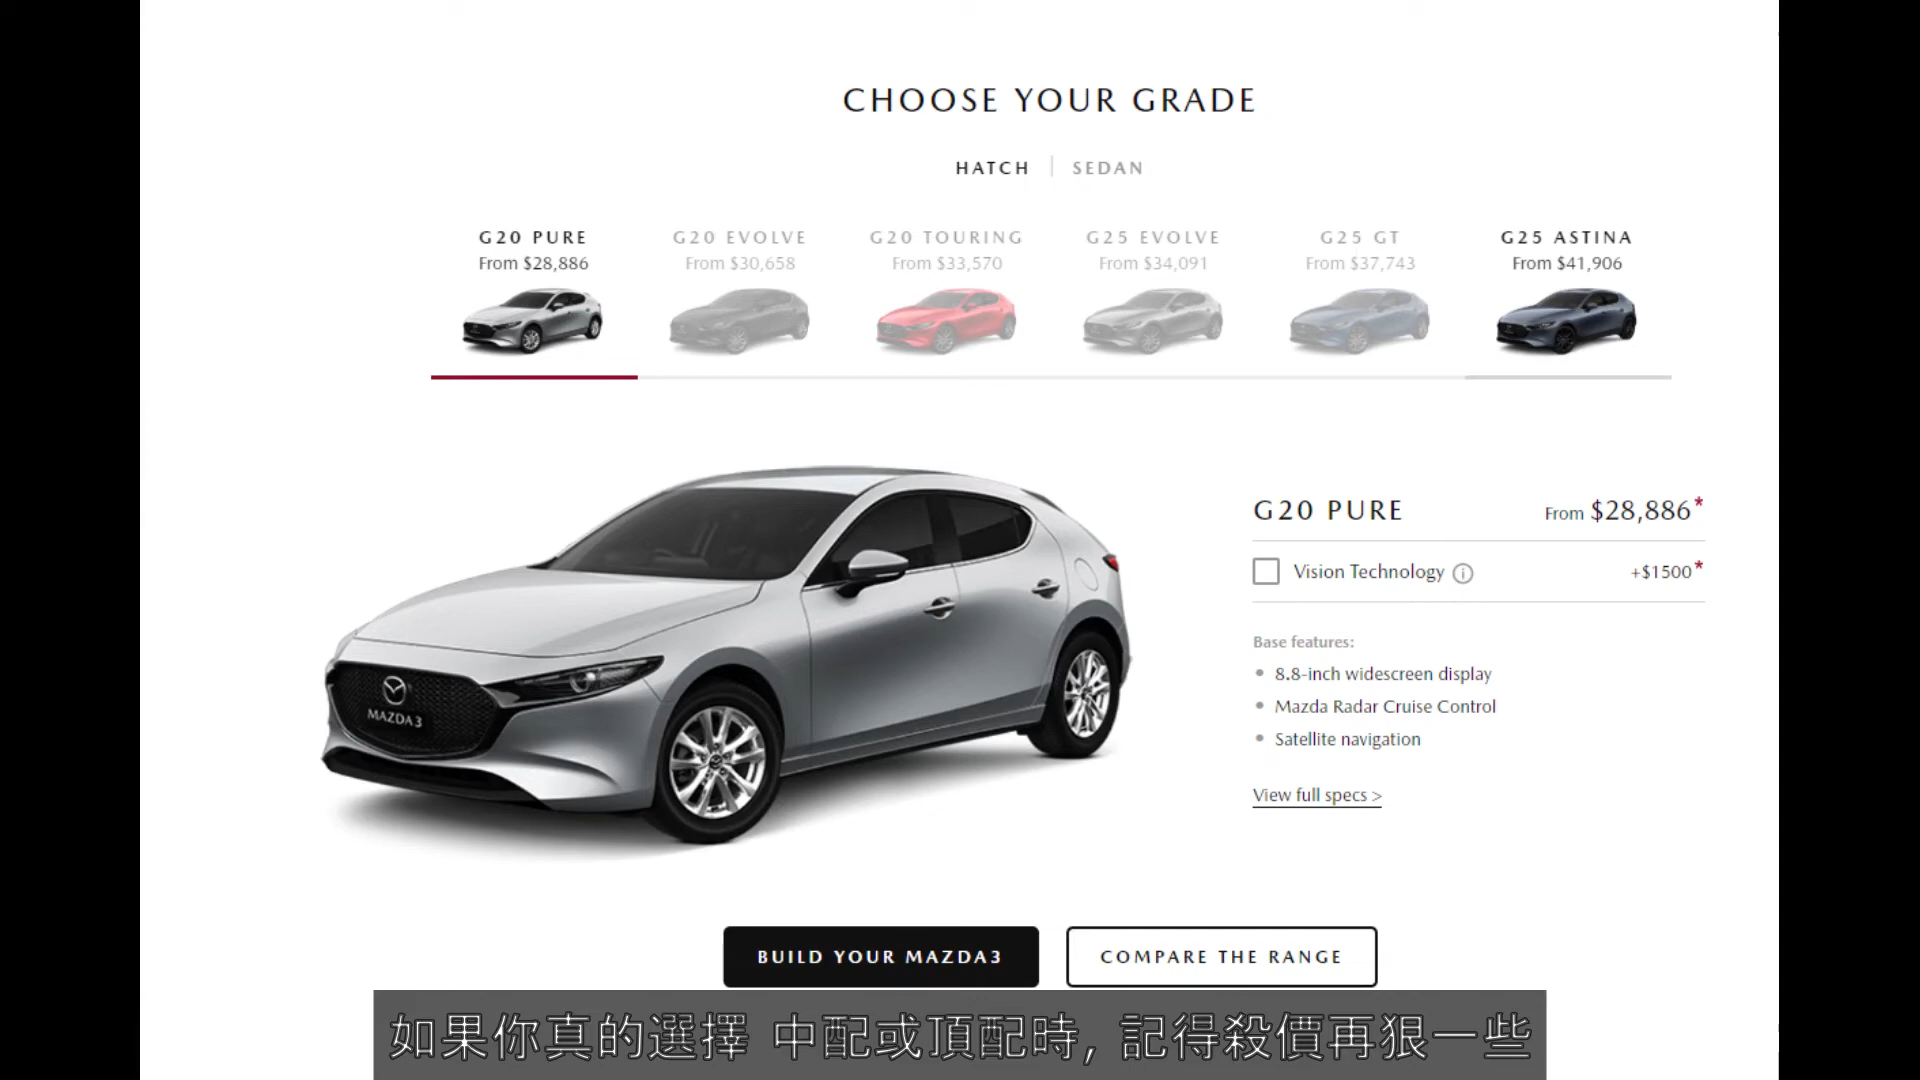 CHOOSE YOUR GRADE
HATCH | SEDAN
G20 PURE G20 EVOLVE G20 TOURING G25 EVOLVE G25 GT G25 ASTINA
From $28,886 From $30,658 From $33,570 From $34,091 From $37,743 From $41,906
G20 PURE From $28,886*
Vision Technology +$1500*
Base features:
• 8.8-inch widescreen display
• Mazda Radar Cruise Control
• Satellite navigation
MAZDA3
View full specs >
BUILD YOUR MAZDA3 COMPARE THE RANGE
如果你真的選擇 中配或頂配時, 記得殺價再狠一些